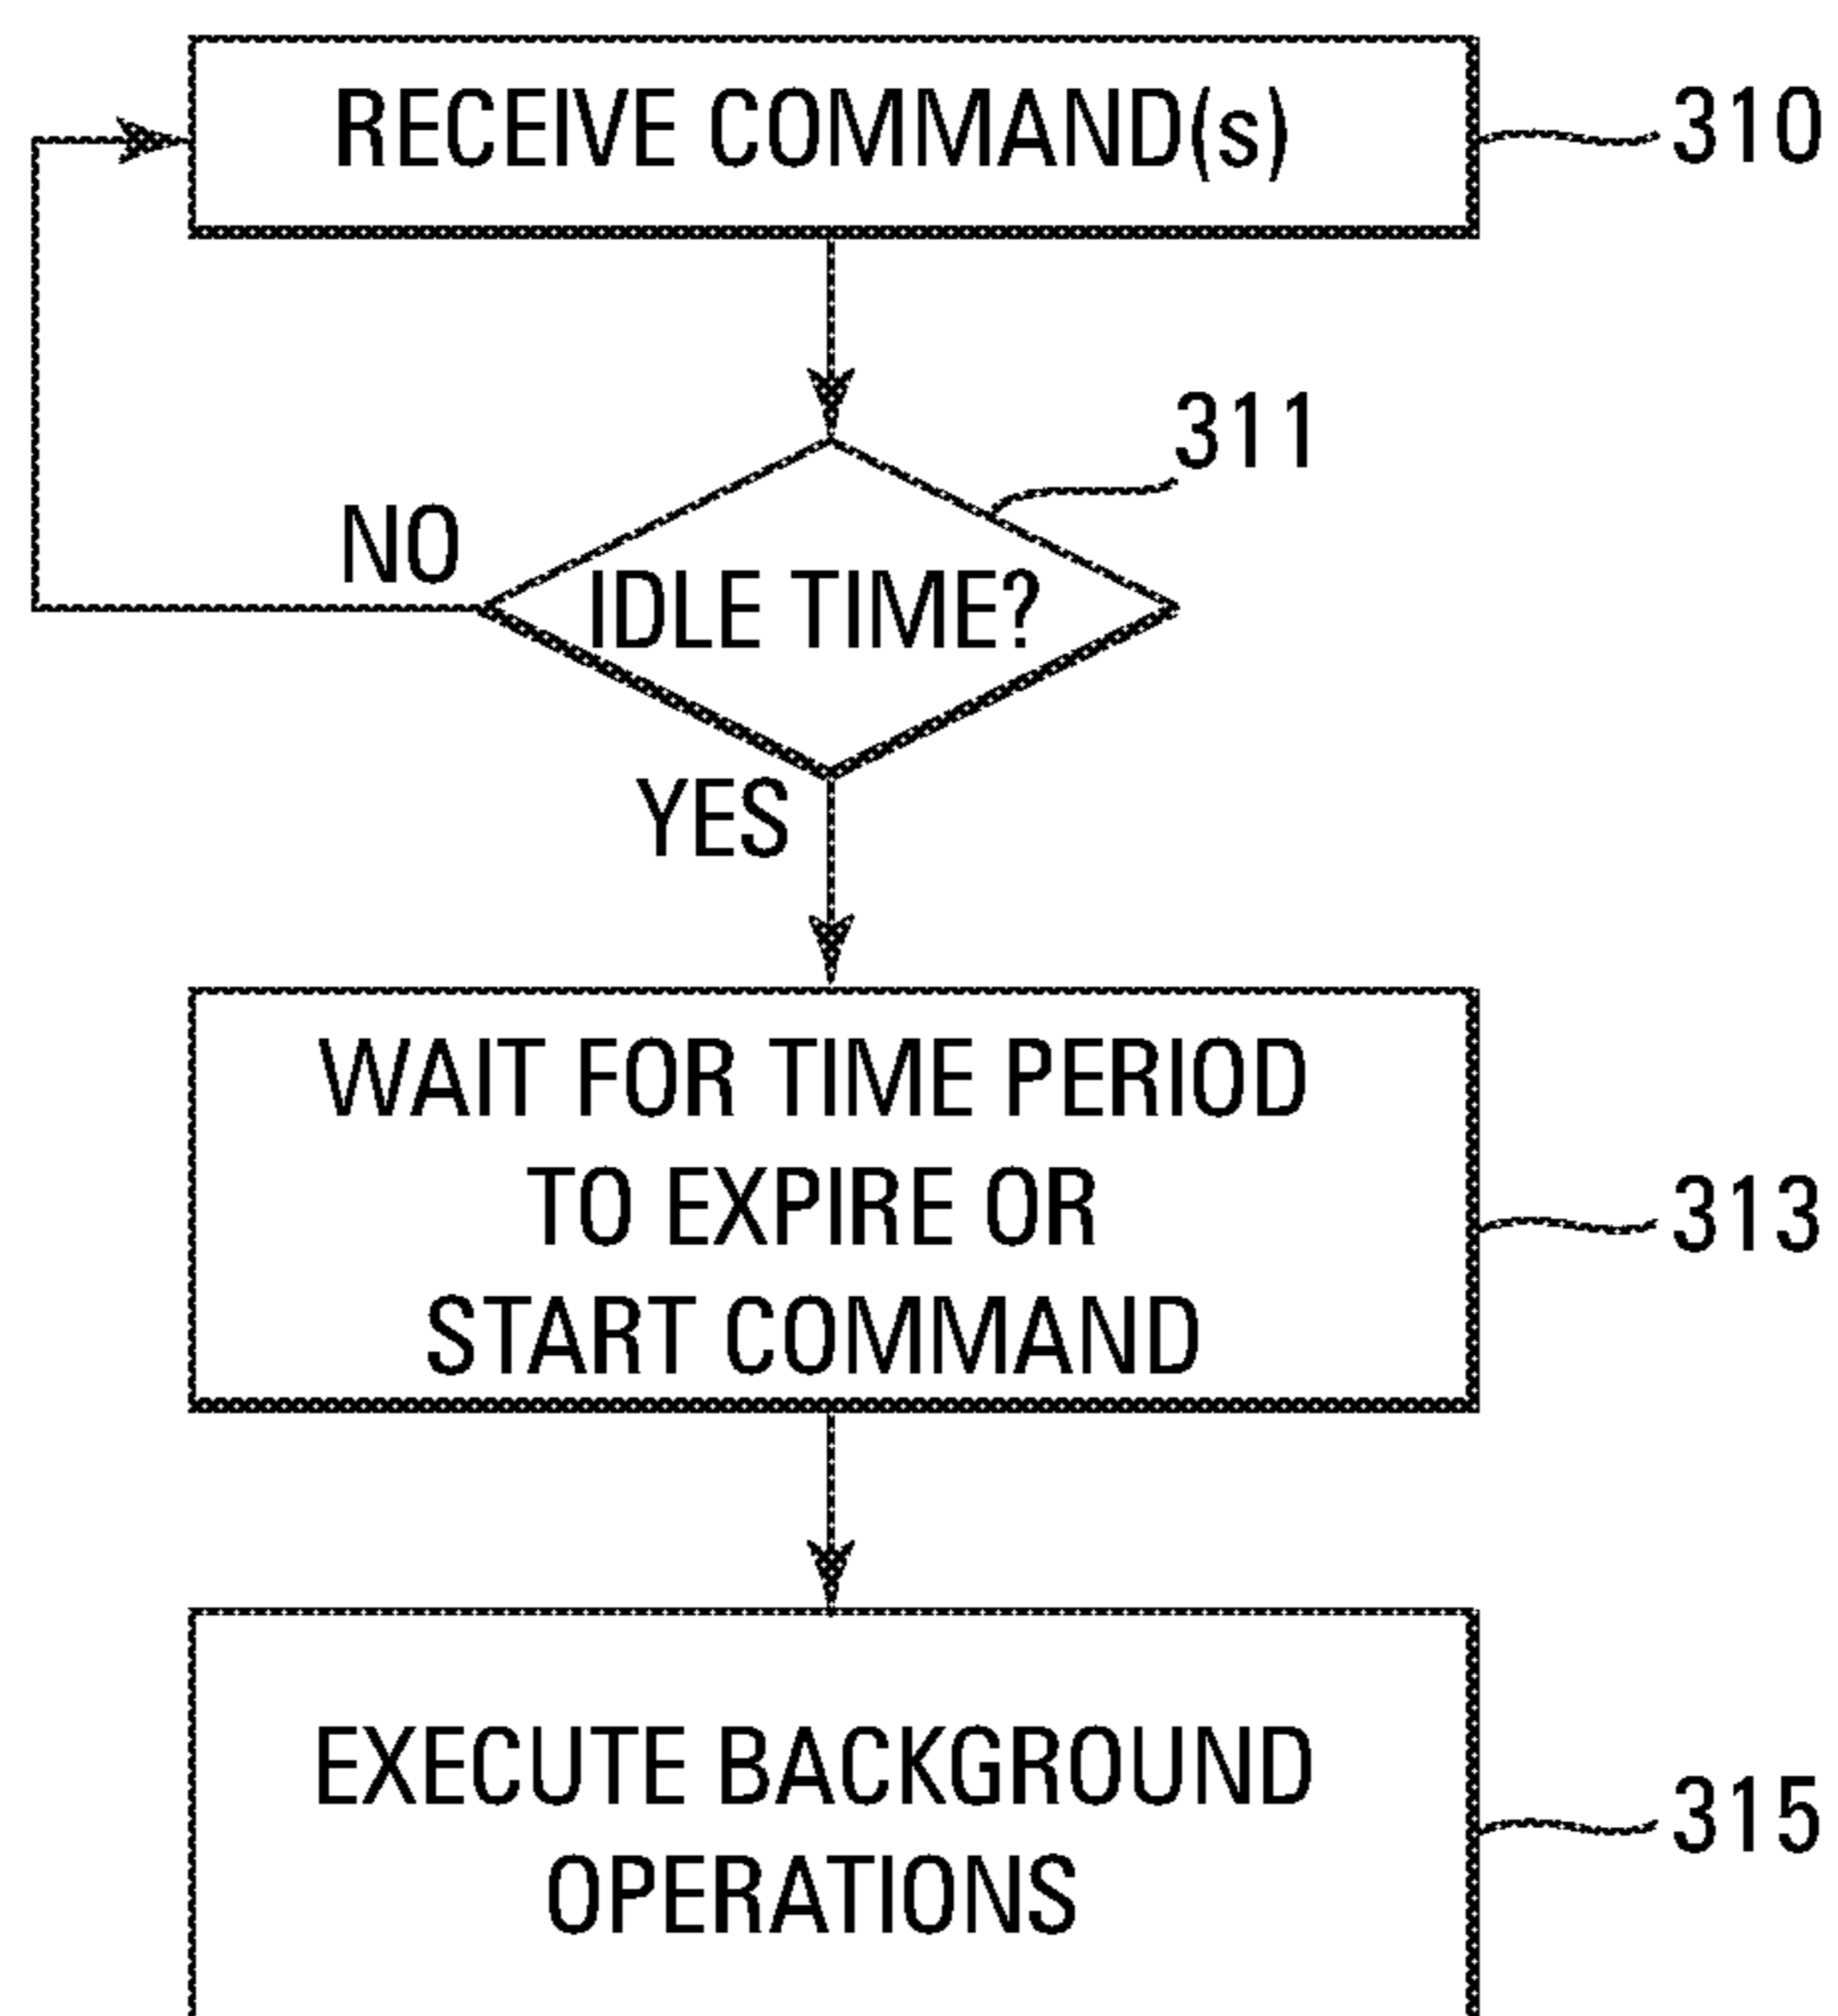 RECEIVE COMMAND(s)
310
311
NO
IDLE TIME?
YES
WAIT FOR TIME PERIOD
TO EXPIRE OR
START COMMAND
313
EXECUTE BACKGROUND
OPERATIONS
315